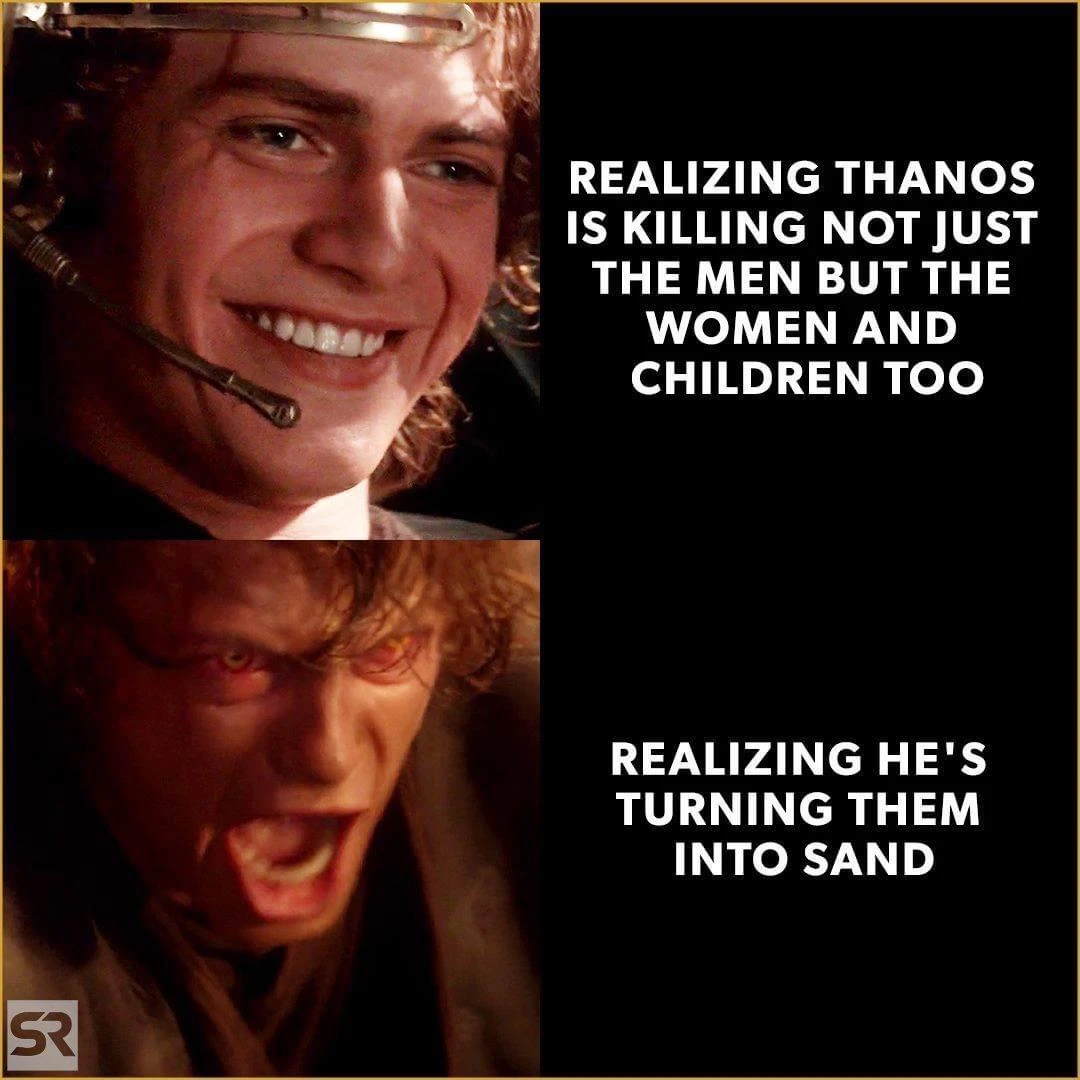 REALIZING THANOS
IS KILLING NOT JUST
THE MEN BUT THE
WOMEN AND
CHILDREN TOO
REALIZING HE'S
TURNING THEM
INTO SAND
SR